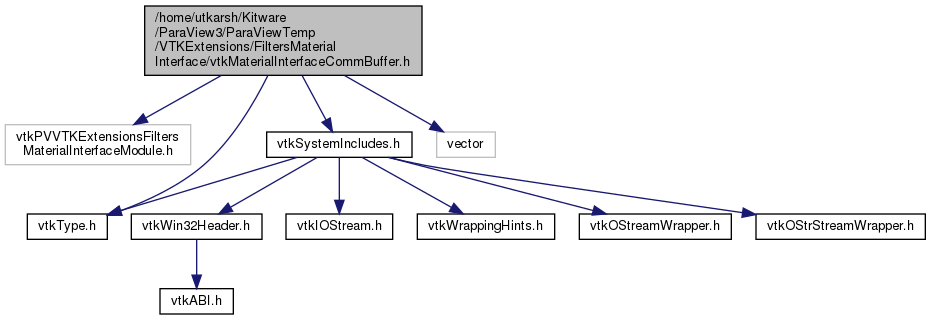 /home/utkarsh/Kitware
/ParaView3/ParaViewTemp
/VTKExtensions/FiltersMaterial
Interface/vtkMaterialInterfaceCommBuffer.h
vtkPVVTKExtensionsFilters
MaterialInterfaceModule.h
vtkSystemIncludes.h
vector
vtkType.h
vtkWin32Header.h
vtkIOStream.h
vtkWrappingHints.h
vtkOStreamWrapper.h
vtkOStrStreamWrapper.h
vtkABI.h